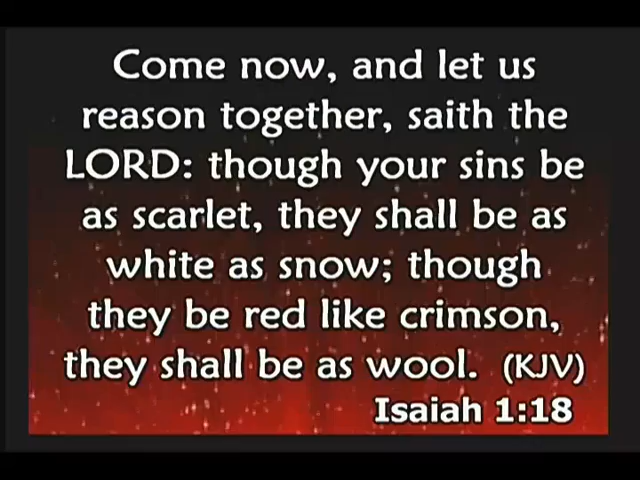 Come now, and let us
reason together, saith the
LORD: though your sins be
as scarlet, they shall be as
white as snow; though
they be red like crimson,
they shall be as wool. (KJV)
Isaiah 1:18